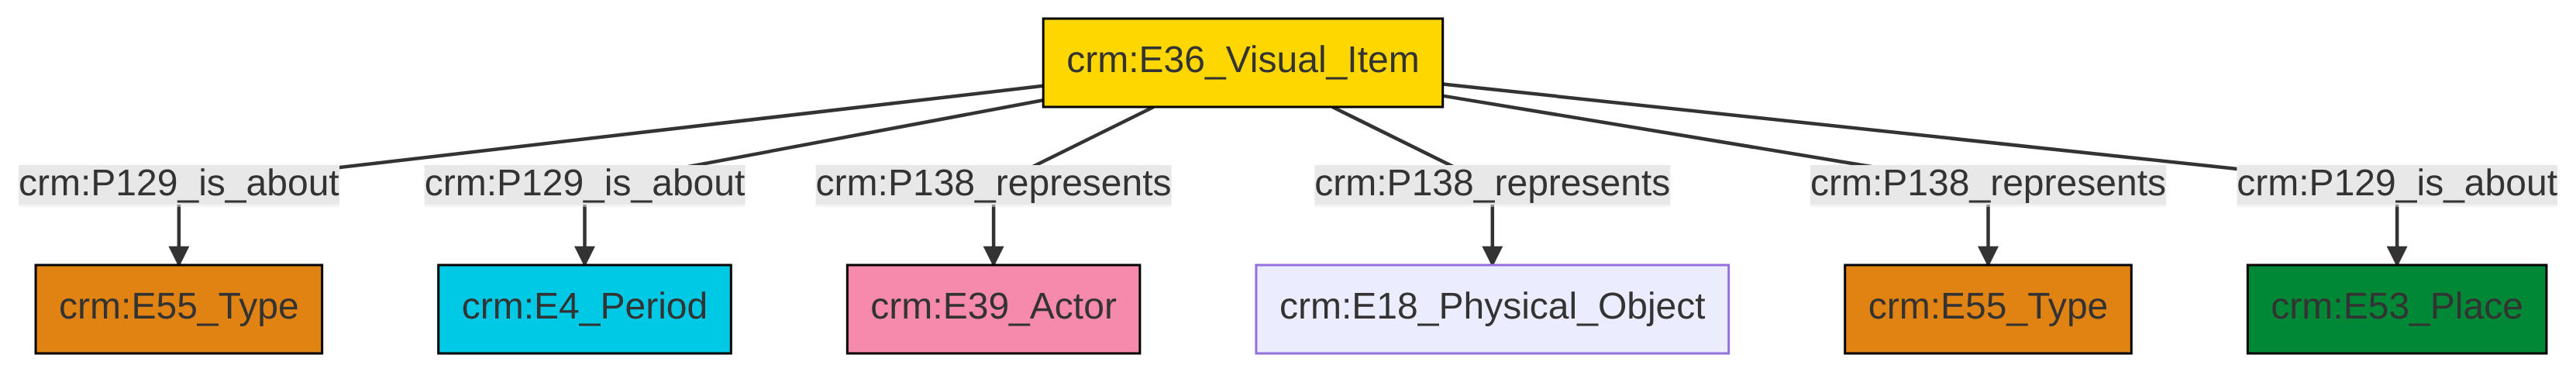 crm:E36_Visual_Item
crm:P129_is_about
crm:P129_is_about
crm:P138_represents
crm:P138_represents
crm:P138_represents
crm:P129_is_about
crm:E55_Type
crm:E4_Period
crm:E39_Actor
crm:E18_Physical_Object
crm:E55_Type
crm:E53_Place